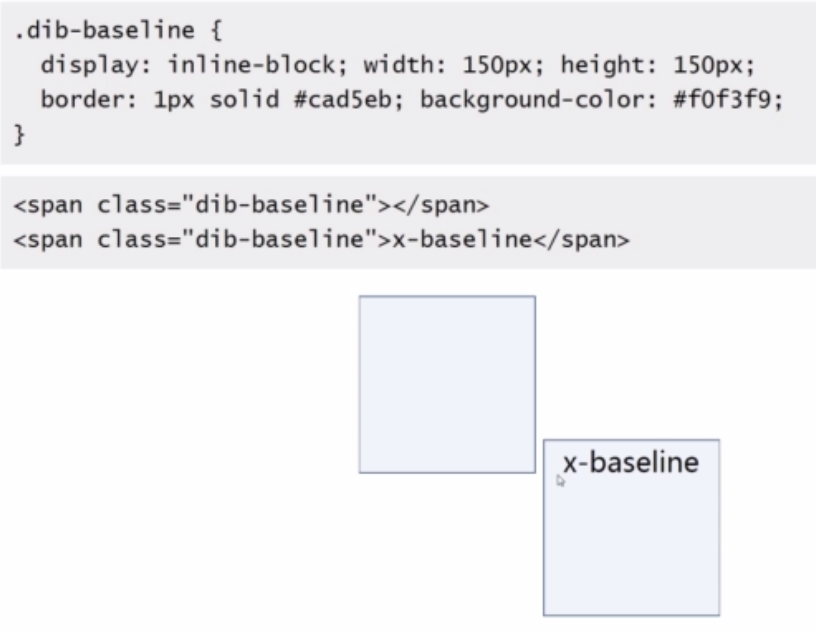 .dib-baseline {
  display: inline-block; width: 150px; height: 150px;
  border: 1px solid #cad5eb; background-color: #f0f3f9;
}
<span class="dib-baseline"></span>
<span class="dib-baseline">x-baseline</span>
x-baseline